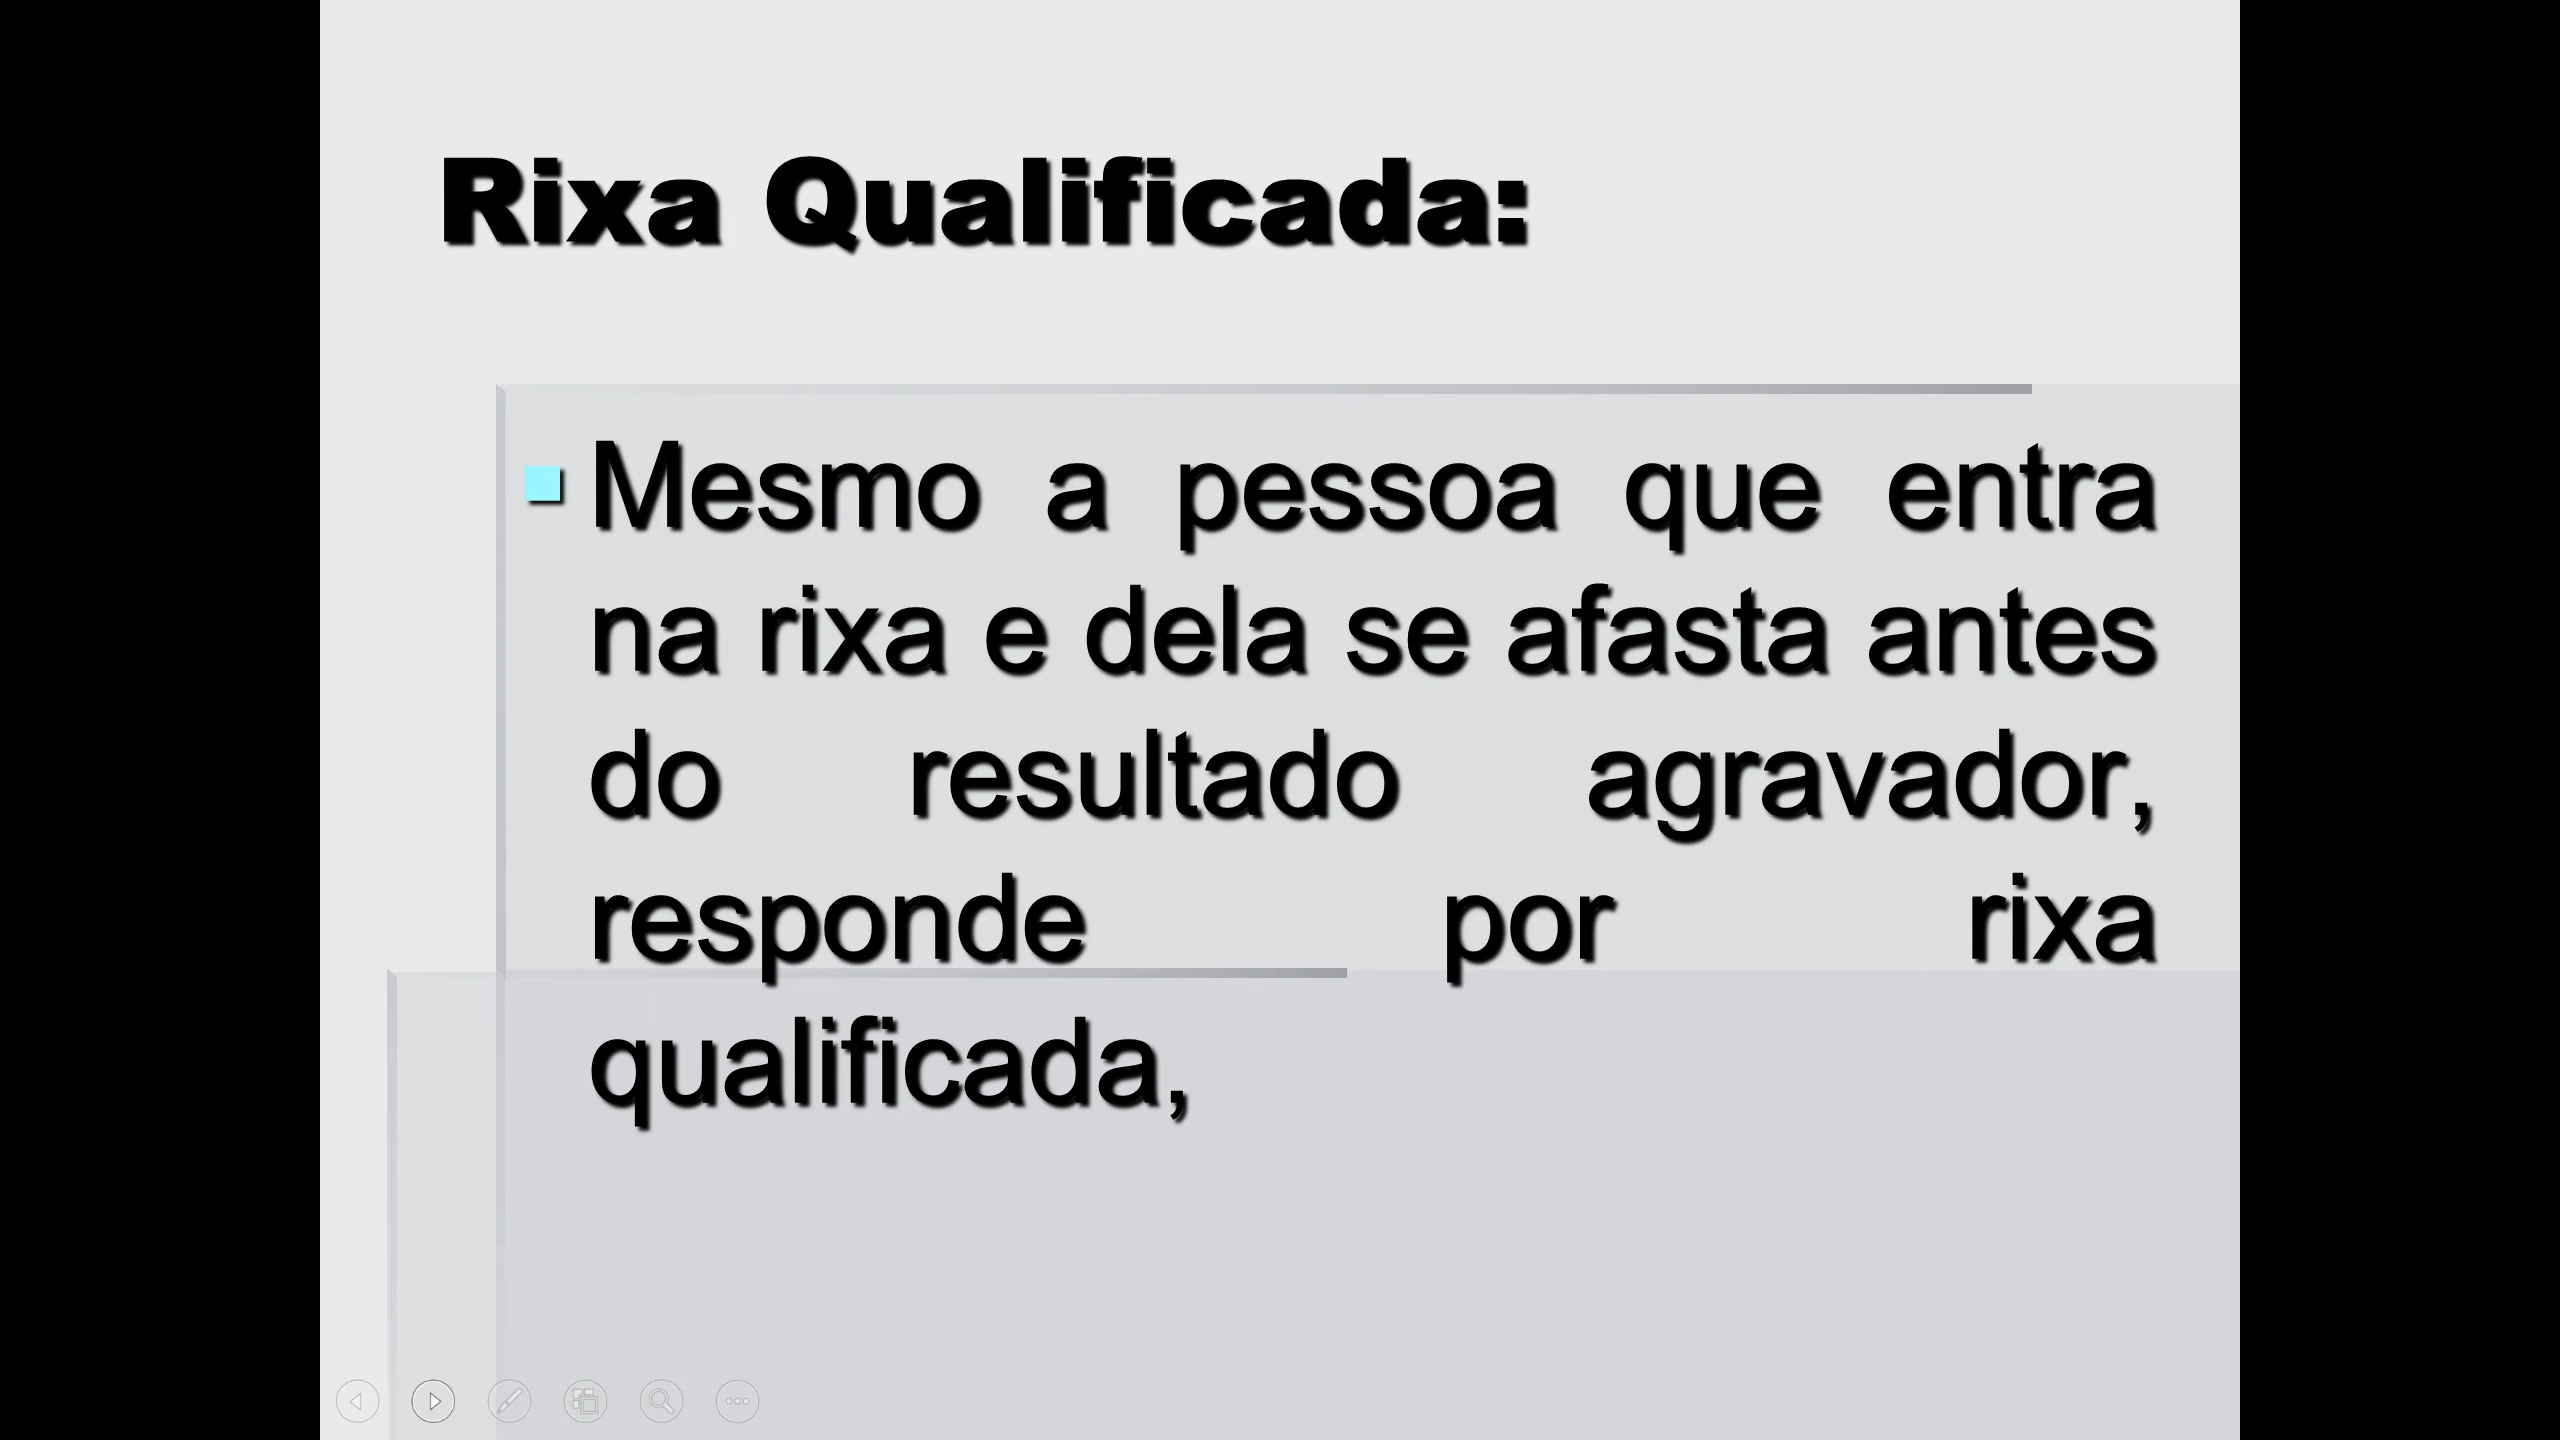 Rixa Qualificada:
Mesmo a pessoa que entra
na rixa e dela se afasta antes
do resultado agravador,
responde por rixa
qualificada,